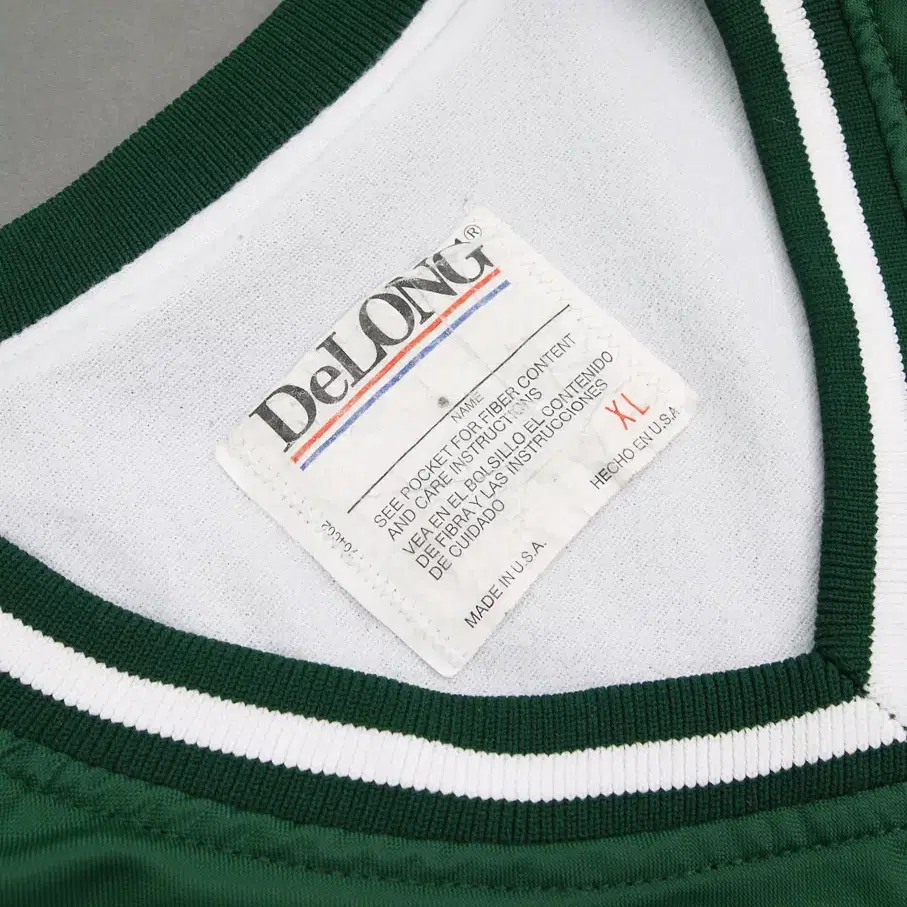 DeLONG®
NAME
SEE POCKET FOR FIBER CONTENT
AND CARE INSTRUCTIONS
VEA EN EL BOLSILLO EL CONTENIDO
DE FIBRA Y LAS INSTRUCCIONES
DE CUIDADO
XL
MADE IN U.S.A.
HECHO EN U.S.A.